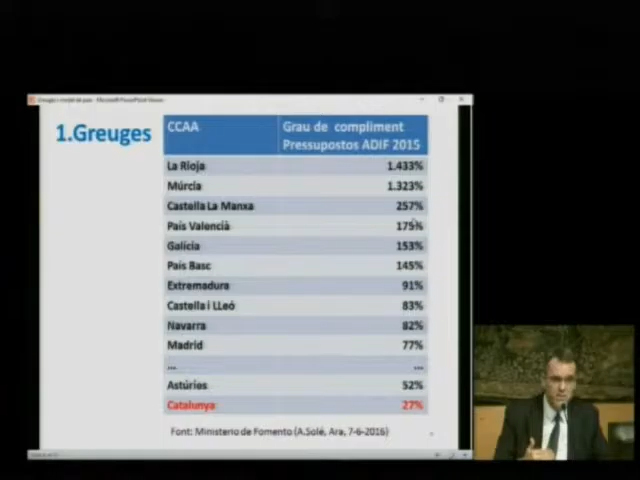 1.Greuges
CCAA Grau de compliment Pressupostos ADIF 2015
La Rioja 1.433%
Múrcia 1.323%
Castella La Manxa 257%
País Valencià 175%
Galícia 153%
País Basc 145%
Extremadura 91%
Castella i LLeó 83%
Navarra 82%
Madrid 77%
... ...
Astúries 52%
Catalunya 27%
Font: Ministerio de Fomento (A.Solé, Ara, 7-6-2016)